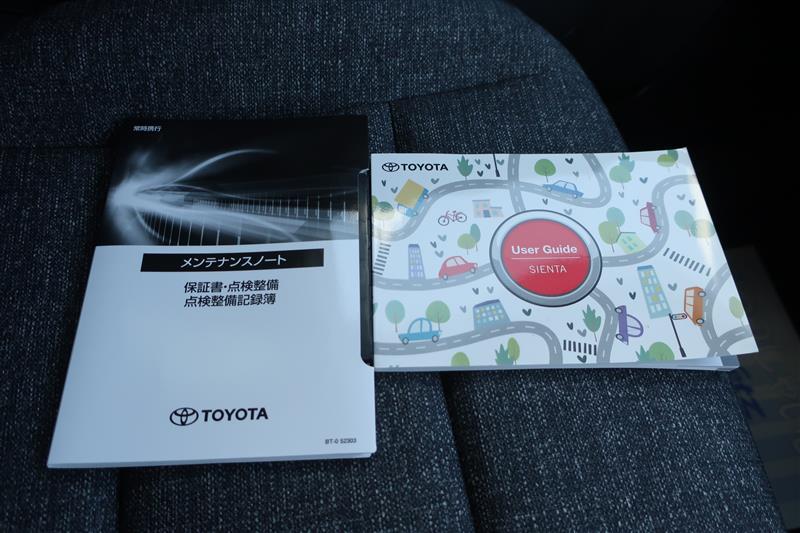 常時携行
メンテナンスノート
保証書・点検整備
点検整備記録簿
TOYOTA
BT-0 52303
TOYOTA
User Guide
SIENTA